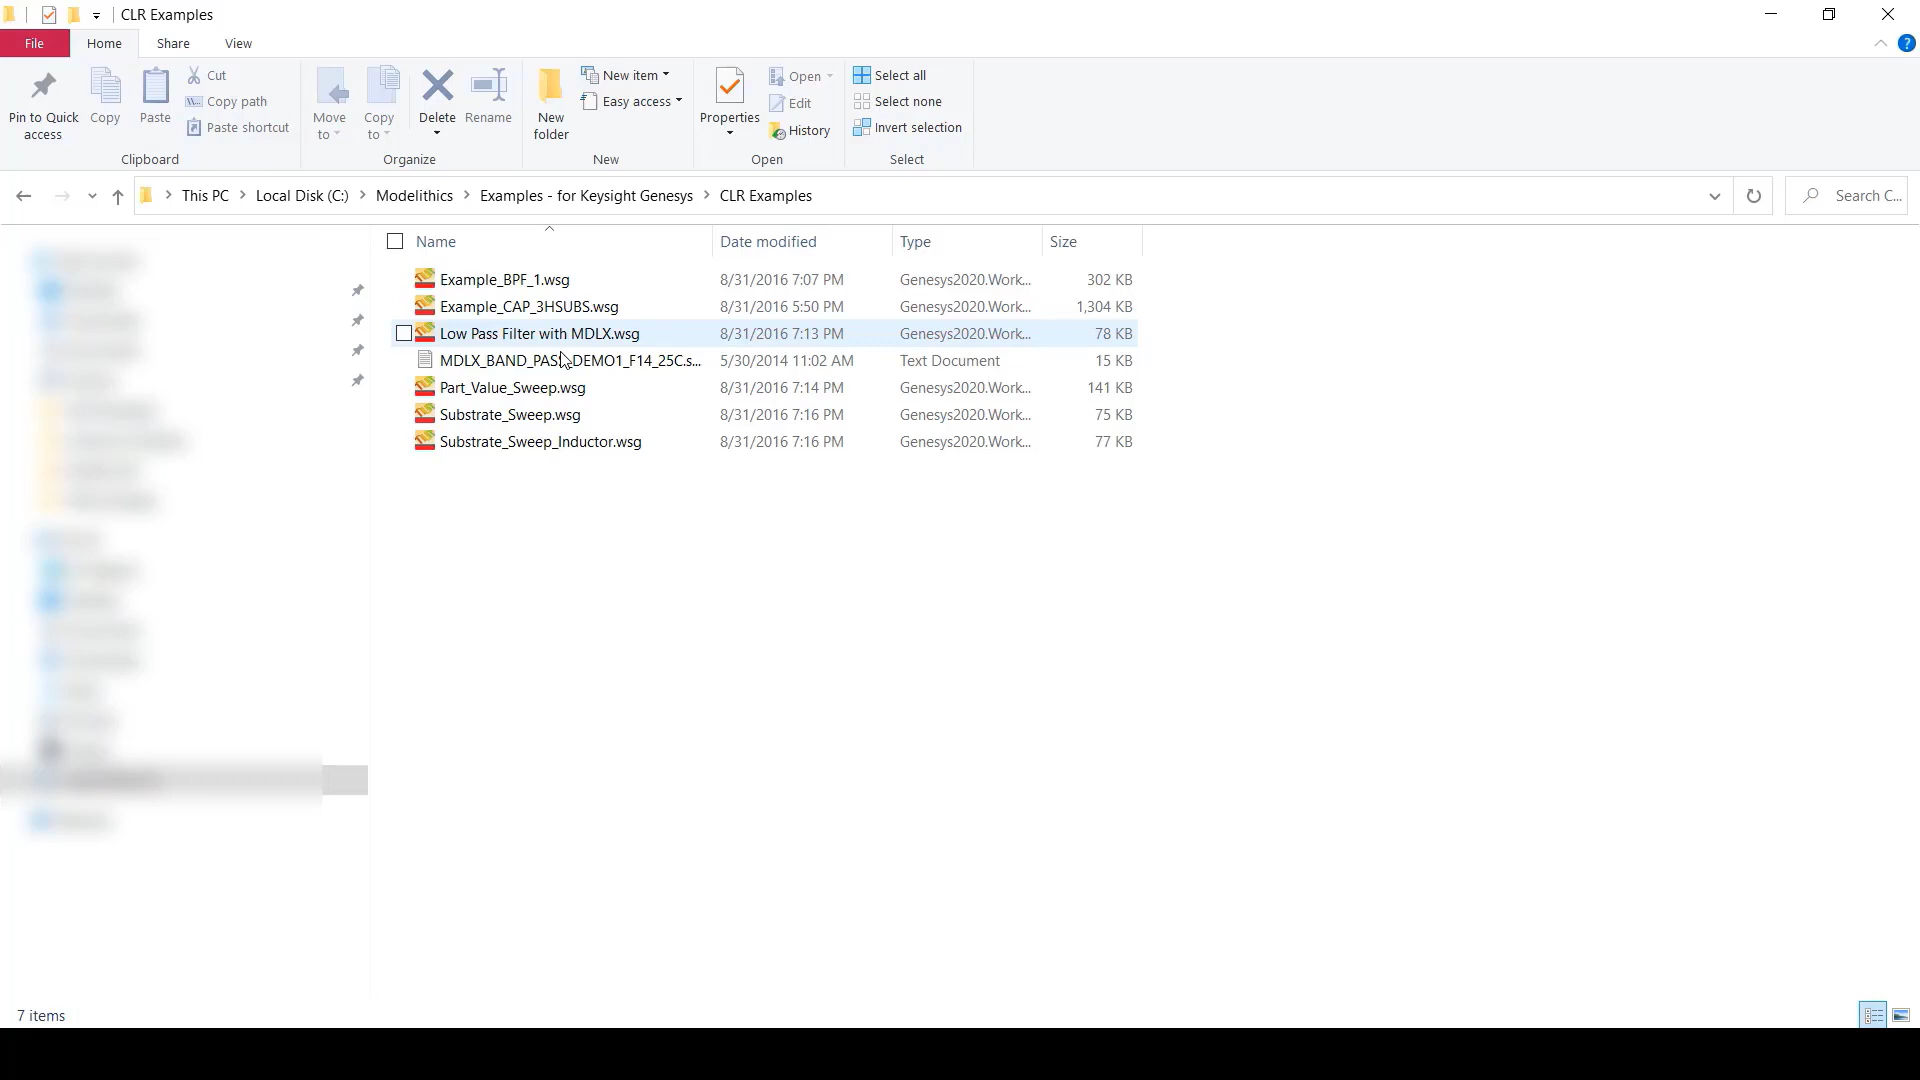 CLR Examples
File Home Share View
Pin to Quick access
Copy
Paste
Cut
Copy path
Paste shortcut
Clipboard
Move to
Copy to
Delete
Rename
Organize
New folder
New item
Easy access
New
Properties
Open
Edit
History
Open
Select all
Select none
Invert selection
Select
This PC Local Disk (C:) Modelithics Examples - for Keysight Genesys CLR Examples
Search C...
Name Date modified Type Size
Example_BPF_1.wsg 8/31/2016 7:07 PM Genesys2020.Work... 302 KB
Example_CAP_3HSUBS.wsg 8/31/2016 5:50 PM Genesys2020.Work... 1,304 KB
Low Pass Filter with MDLX.wsg 8/31/2016 7:13 PM Genesys2020.Work... 78 KB
MDLX_BAND_PASS_DEMO1_F14_25C.s... 5/30/2014 11:02 AM Text Document 15 KB
Part_Value_Sweep.wsg 8/31/2016 7:14 PM Genesys2020.Work... 141 KB
Substrate_Sweep.wsg 8/31/2016 7:16 PM Genesys2020.Work... 75 KB
Substrate_Sweep_Inductor.wsg 8/31/2016 7:16 PM Genesys2020.Work... 77 KB
7 items